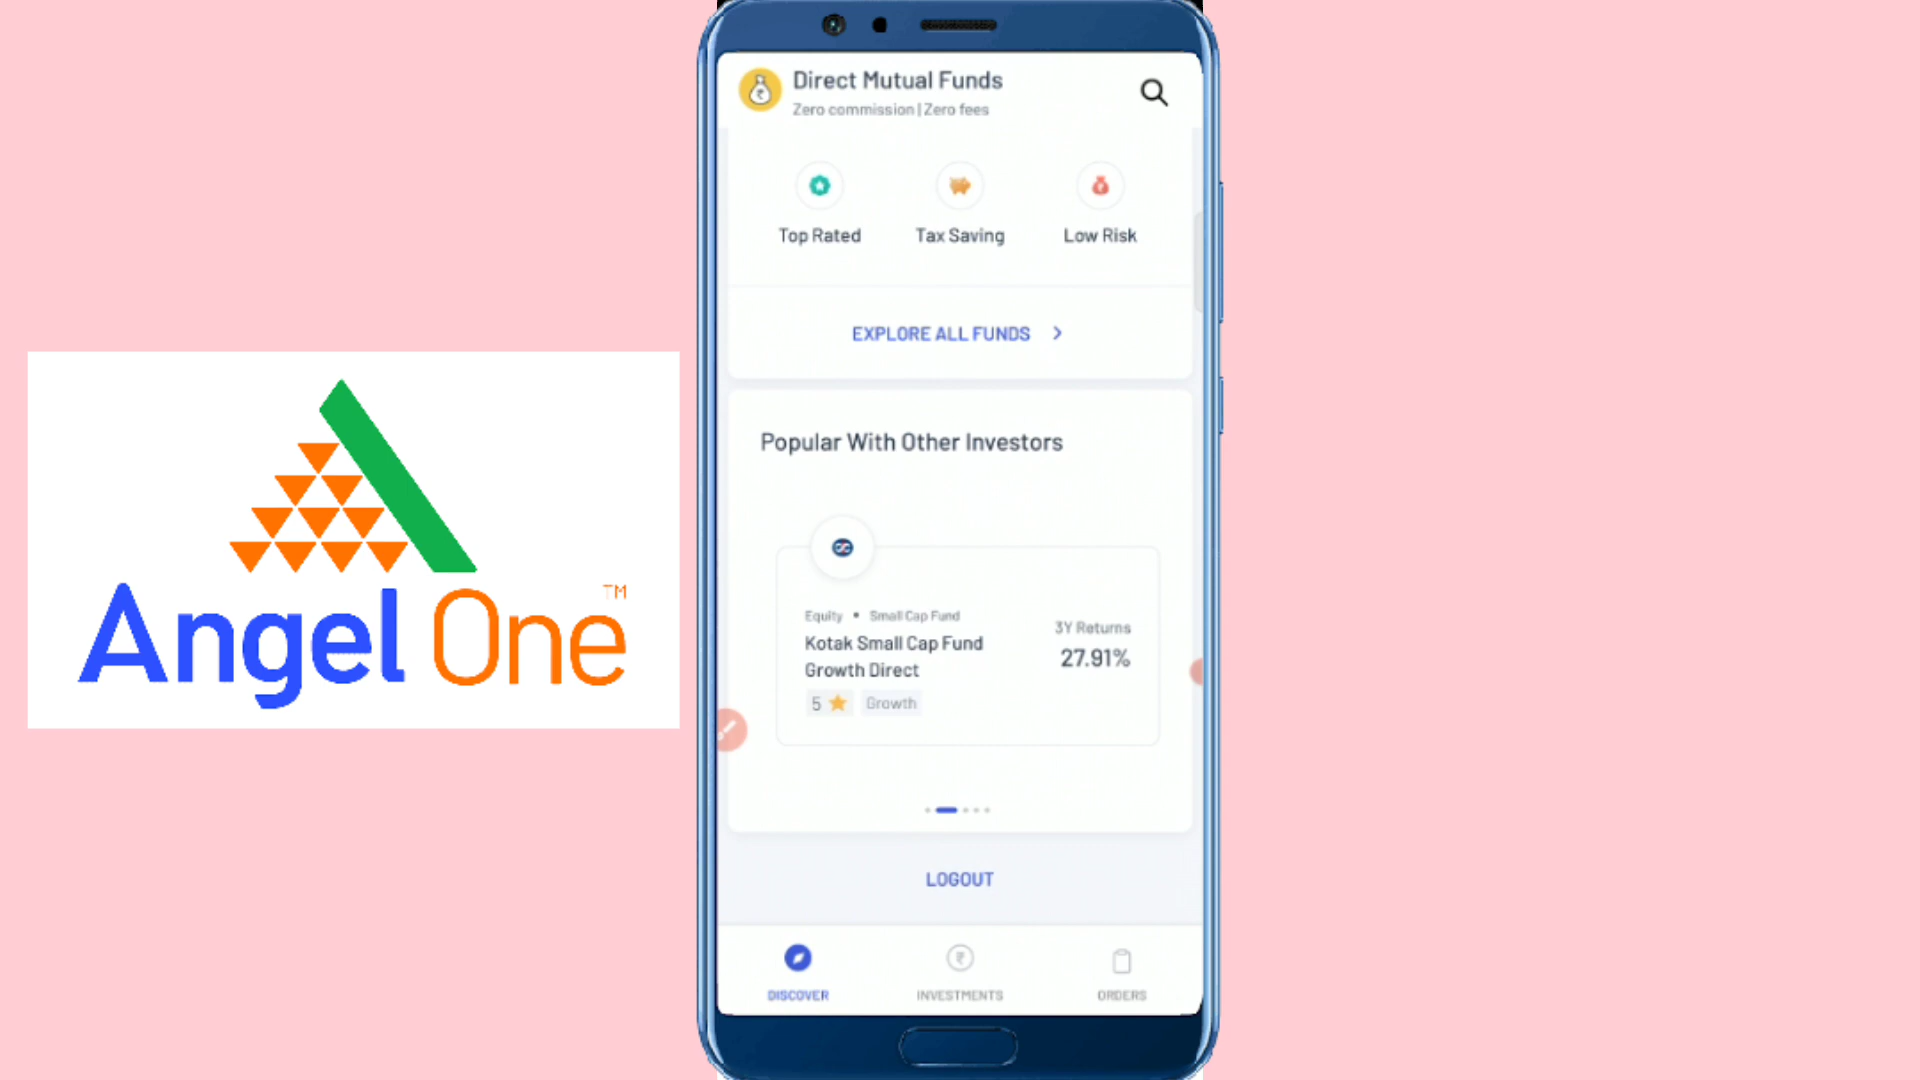 Direct Mutual Funds
Zero commission | Zero fees
Top Rated
Tax Saving
Low Risk
EXPLORE ALL FUNDS >
Popular With Other Investors
Equity • Small Cap Fund
Kotak Small Cap Fund
Growth Direct
3Y Returns
27.91%
5
Growth
LOGOUT
DISCOVER
INVESTMENTS
ORDERS
Angel One™